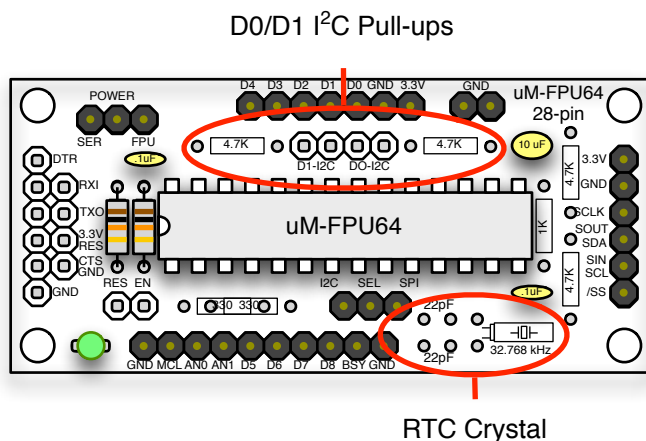 D0/D1 I²C Pull-ups
D4 D3 D2 D1 D0 GND 3.3V
GND
uM-FPU64
28-pin
POWER
SER FPU
.1uF
4.7K
4.7K
D1-I2C DO-I2C
10 uF
4.7K
3.3V
GND
SCLK
SOUT
SDA
SIN
SCL
/SS
DTR
RXI
TXO
3.3V
RES
CTS
GND
GND
uM-FPU64
1K
4.7K
.1uF
RES EN
330 330
I2C SEL SPI
22pF
22pF
32.768 kHz
GND MCL AN0 AN1 D5 D6 D7 D8 BSY GND
RTC Crystal